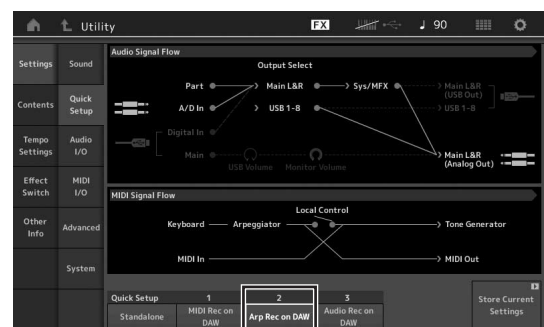 Utility
FX
♩ 90
Settings
Contents
Tempo
Settings
Effect
Switch
Other
Info
Sound
Quick
Setup
Audio
I/O
MIDI
I/O
Advanced
System
Audio Signal Flow
Output Select
Part
Main L&R
Sys/MFX
Main L&R
(USB Out)
A/D In
USB 1-8
USB 1-8
Digital In
Main
USB Volume
Monitor Volume
Main L&R
(Analog Out)
MIDI Signal Flow
Local Control
Keyboard
Arpeggiator
Tone Generator
MIDI In
MIDI Out
Quick Setup
1
2
3
Standalone
MIDI Rec on
DAW
Arp Rec on DAW
Audio Rec on
DAW
Store Current
Settings